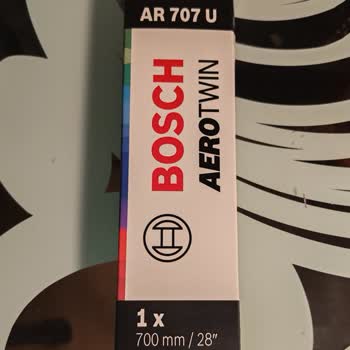 AR 707 U
BOSCH
AEROTWIN
1 x
700 mm / 28"